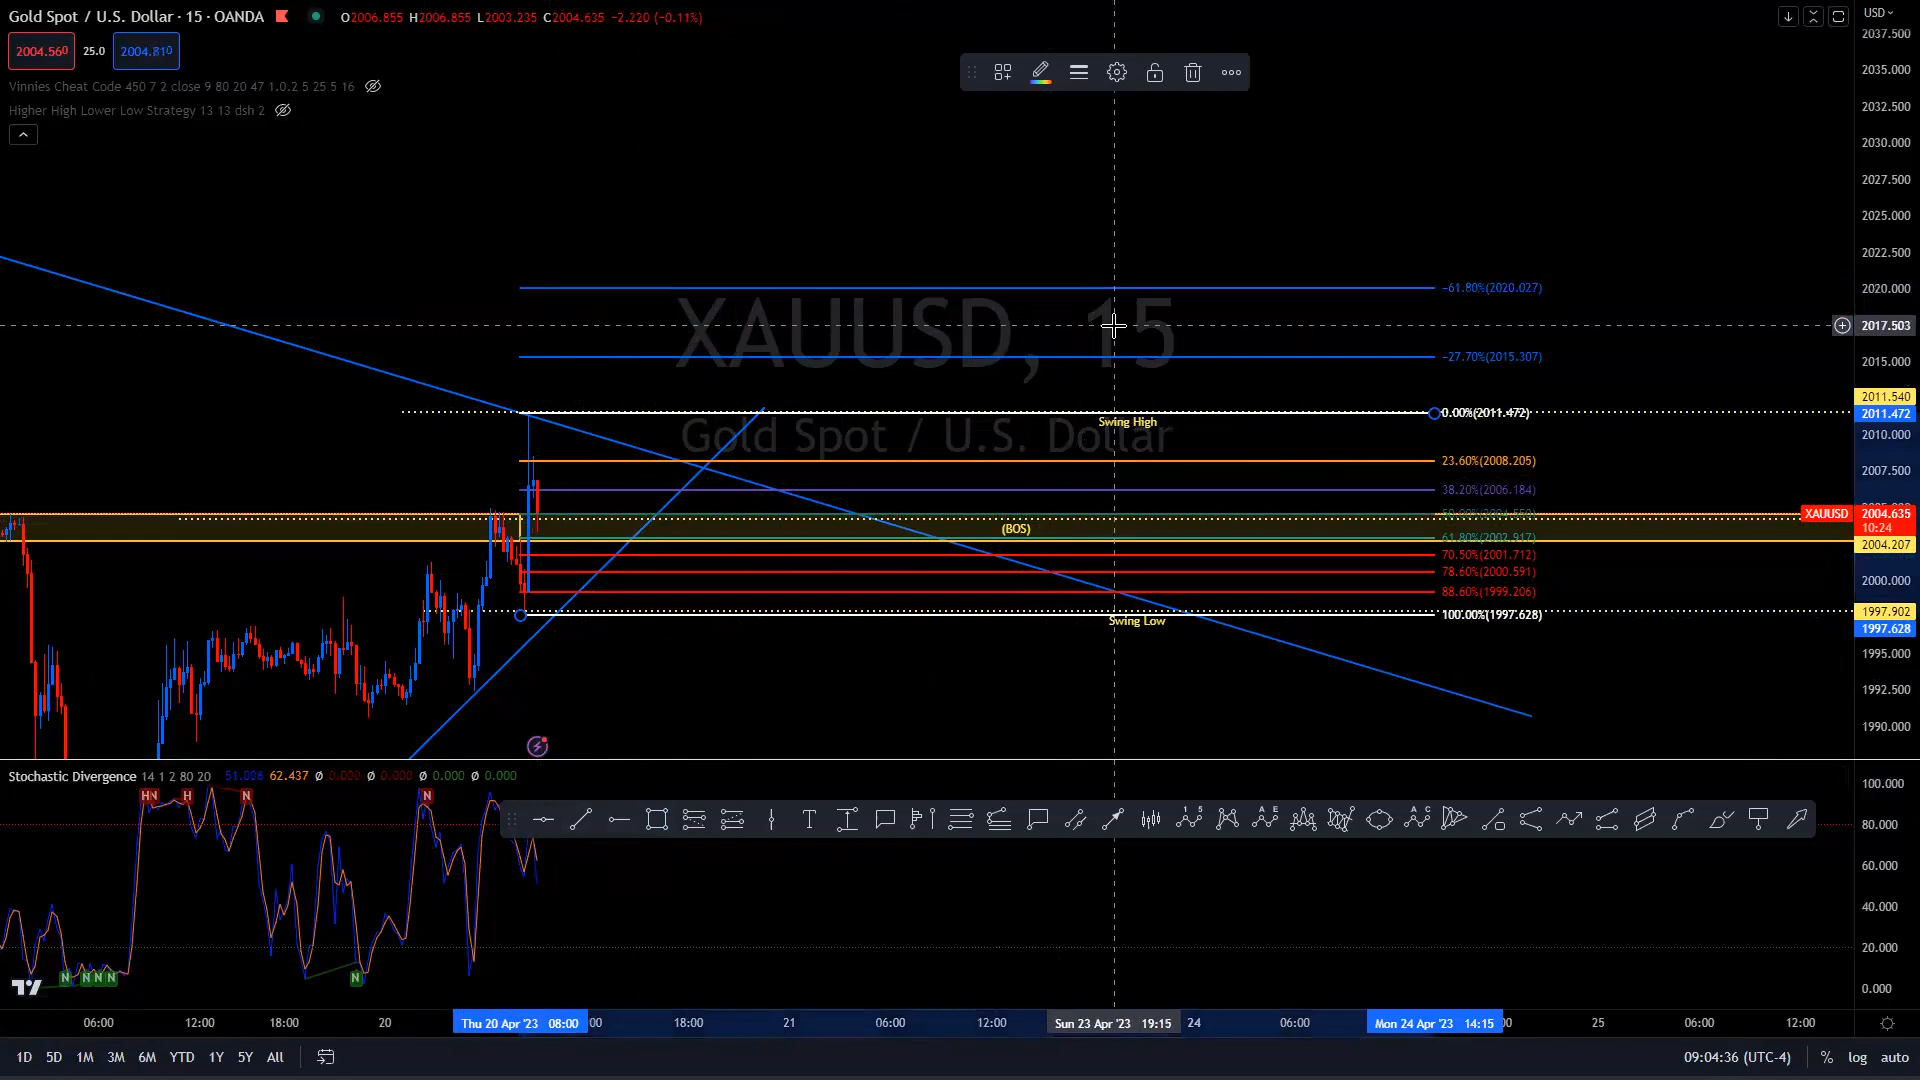 Gold Spot / U.S. Dollar · 15 · OANDA O2006.855 H2006.855 L2003.235 C2004.635 −2.220 (−0.11%)
USD
2004.560 25.0 2004.810
Vinnies Cheat Code 450 7 2 close 9 80 20 47 1.0.2 5 25 5 16
Higher High Lower Low Strategy 13 13 dsh 2
2037.500
2035.000
2032.500
2030.000
2027.500
2025.000
2022.500
2020.000
2017.503
2015.000
2011.540
2011.472
2010.000
2007.500
XAUUSD 2004.635
10:24
2004.207
2000.000
1997.902
1997.628
1995.000
1992.500
1990.000
XAUUSD, 15
Gold Spot / U.S. Dollar
−61.80%(2020.027)
−27.70%(2015.307)
0.00%(2011.472)
Swing High
23.60%(2008.205)
38.20%(2006.184)
50.00%(2004.550)
(BOS)
61.80%(2002.917)
70.50%(2001.712)
78.60%(2000.591)
88.60%(1999.206)
100.00%(1997.628)
Swing Low
Stochastic Divergence 14 1 2 80 20 62.437 Ø 0.000 Ø 0.000 Ø 0.000 Ø 0.000
HN H N N
N N N N N
100.000
80.000
60.000
40.000
20.000
0.000
06:00 12:00 18:00 20 Thu 20 Apr '23 08:00 18:00 21 06:00 12:00 Sun 23 Apr '23 19:15 24 06:00 Mon 24 Apr '23 14:15 25 06:00 12:00
1D 5D 1M 3M 6M YTD 1Y 5Y All 09:04:36 (UTC-4) % log auto